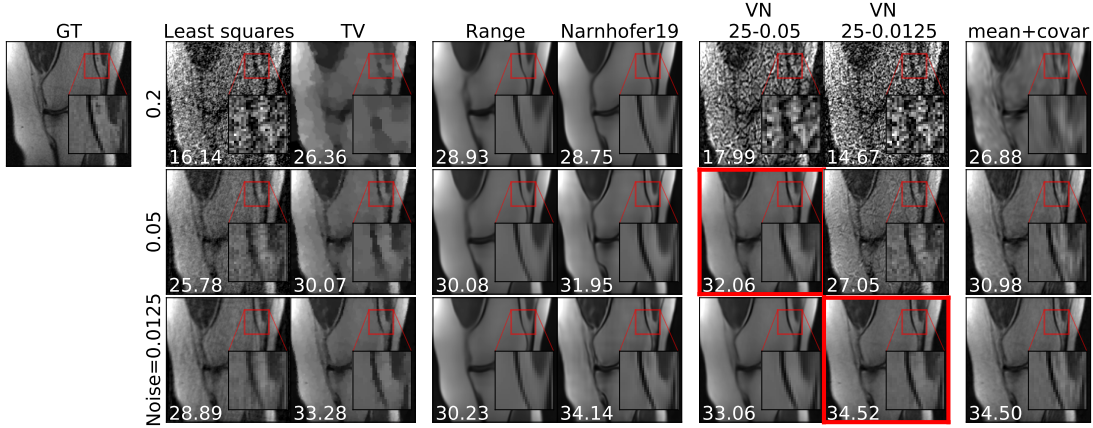 GT
Least squares
TV
Range
Narnhofer19
VN
25-0.05
VN
25-0.0125
mean+covar
0.2
16.14
26.36
28.93
28.75
17.99
14.67
26.88
0.05
25.78
30.07
30.08
31.95
32.06
27.05
30.98
Noise=0.0125
28.89
33.28
30.23
34.14
33.06
34.52
34.50